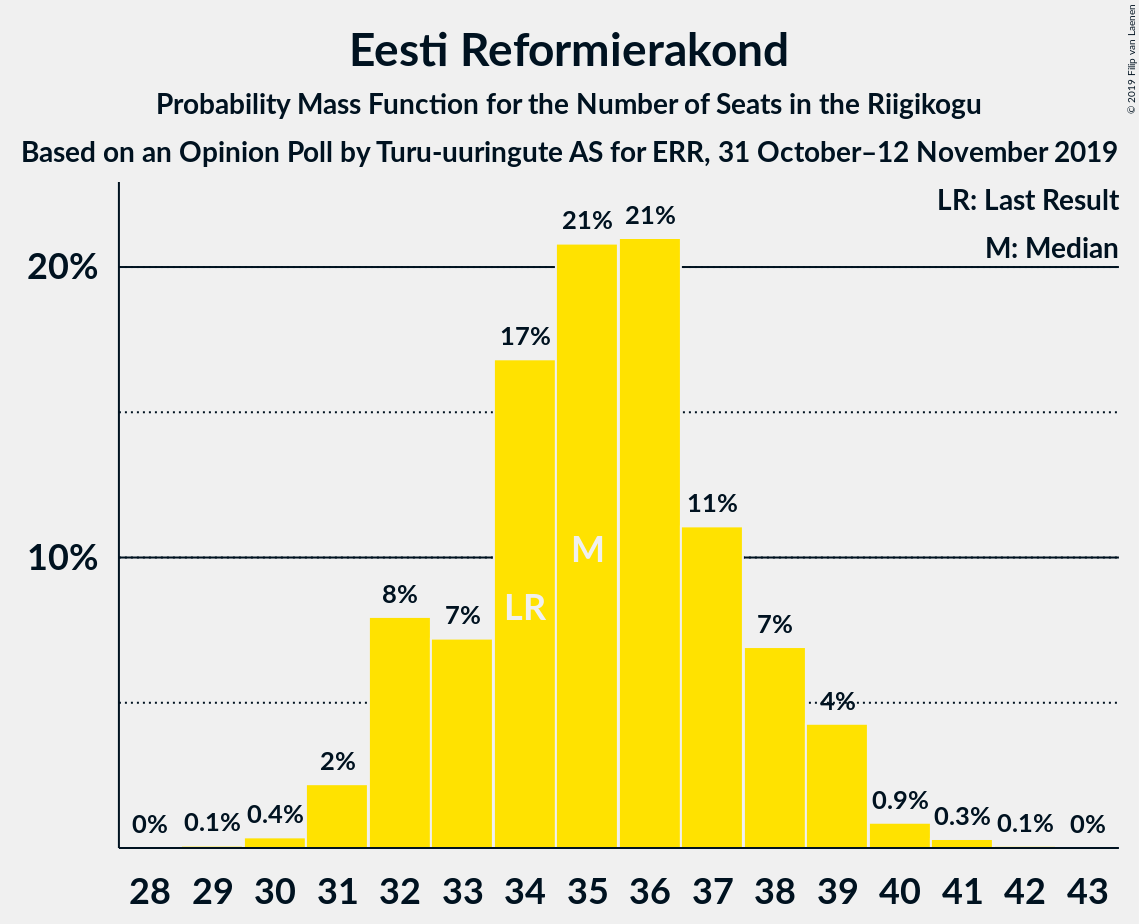 Eesti Reformierakond
Probability Mass Function for the Number of Seats in the Riigikogu
Based on an Opinion Poll by Turu-uuringute AS for ERR, 31 October–12 November 2019
© 2019 Filip van Laenen
LR: Last Result
M: Median
20%
10%
0% 0.1% 0.4% 2% 8% 7% 17% 21% 21% 11% 7% 4% 0.9% 0.3% 0.1% 0%
LR M
28 29 30 31 32 33 34 35 36 37 38 39 40 41 42 43